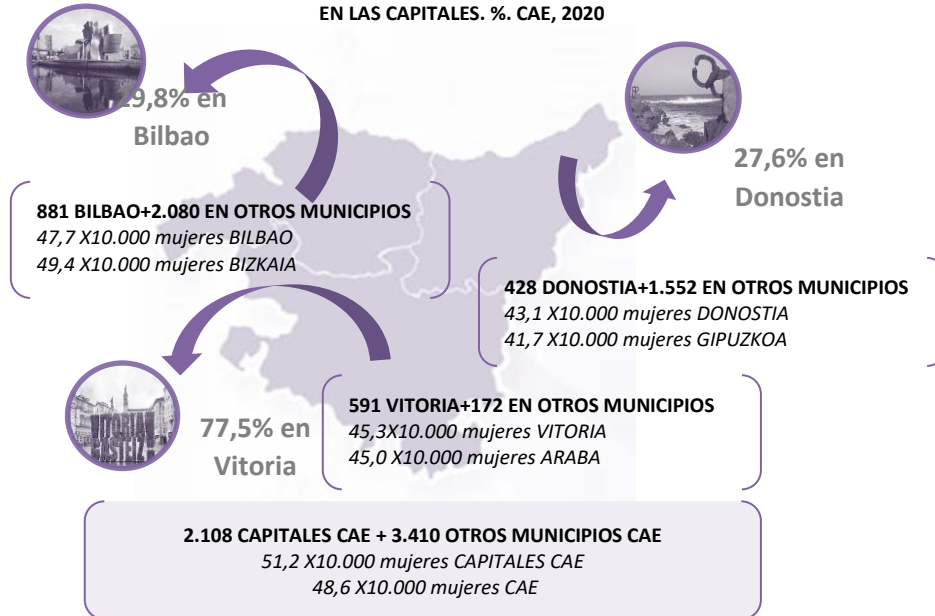 EN LAS CAPITALES. %. CAE, 2020
9,8% en
Bilbao
27,6% en
Donostia
881 BILBAO+2.080 EN OTROS MUNICIPIOS
47,7 X10.000 mujeres BILBAO
49,4 X10.000 mujeres BIZKAIA
428 DONOSTIA+1.552 EN OTROS MUNICIPIOS
43,1 X10.000 mujeres DONOSTIA
41,7 X10.000 mujeres GIPUZKOA
VITORIA
GASTEIZ
77,5% en
Vitoria
591 VITORIA+172 EN OTROS MUNICIPIOS
45,3X10.000 mujeres VITORIA
45,0 X10.000 mujeres ARABA
2.108 CAPITALES CAE + 3.410 OTROS MUNICIPIOS CAE
51,2 X10.000 mujeres CAPITALES CAE
48,6 X10.000 mujeres CAE